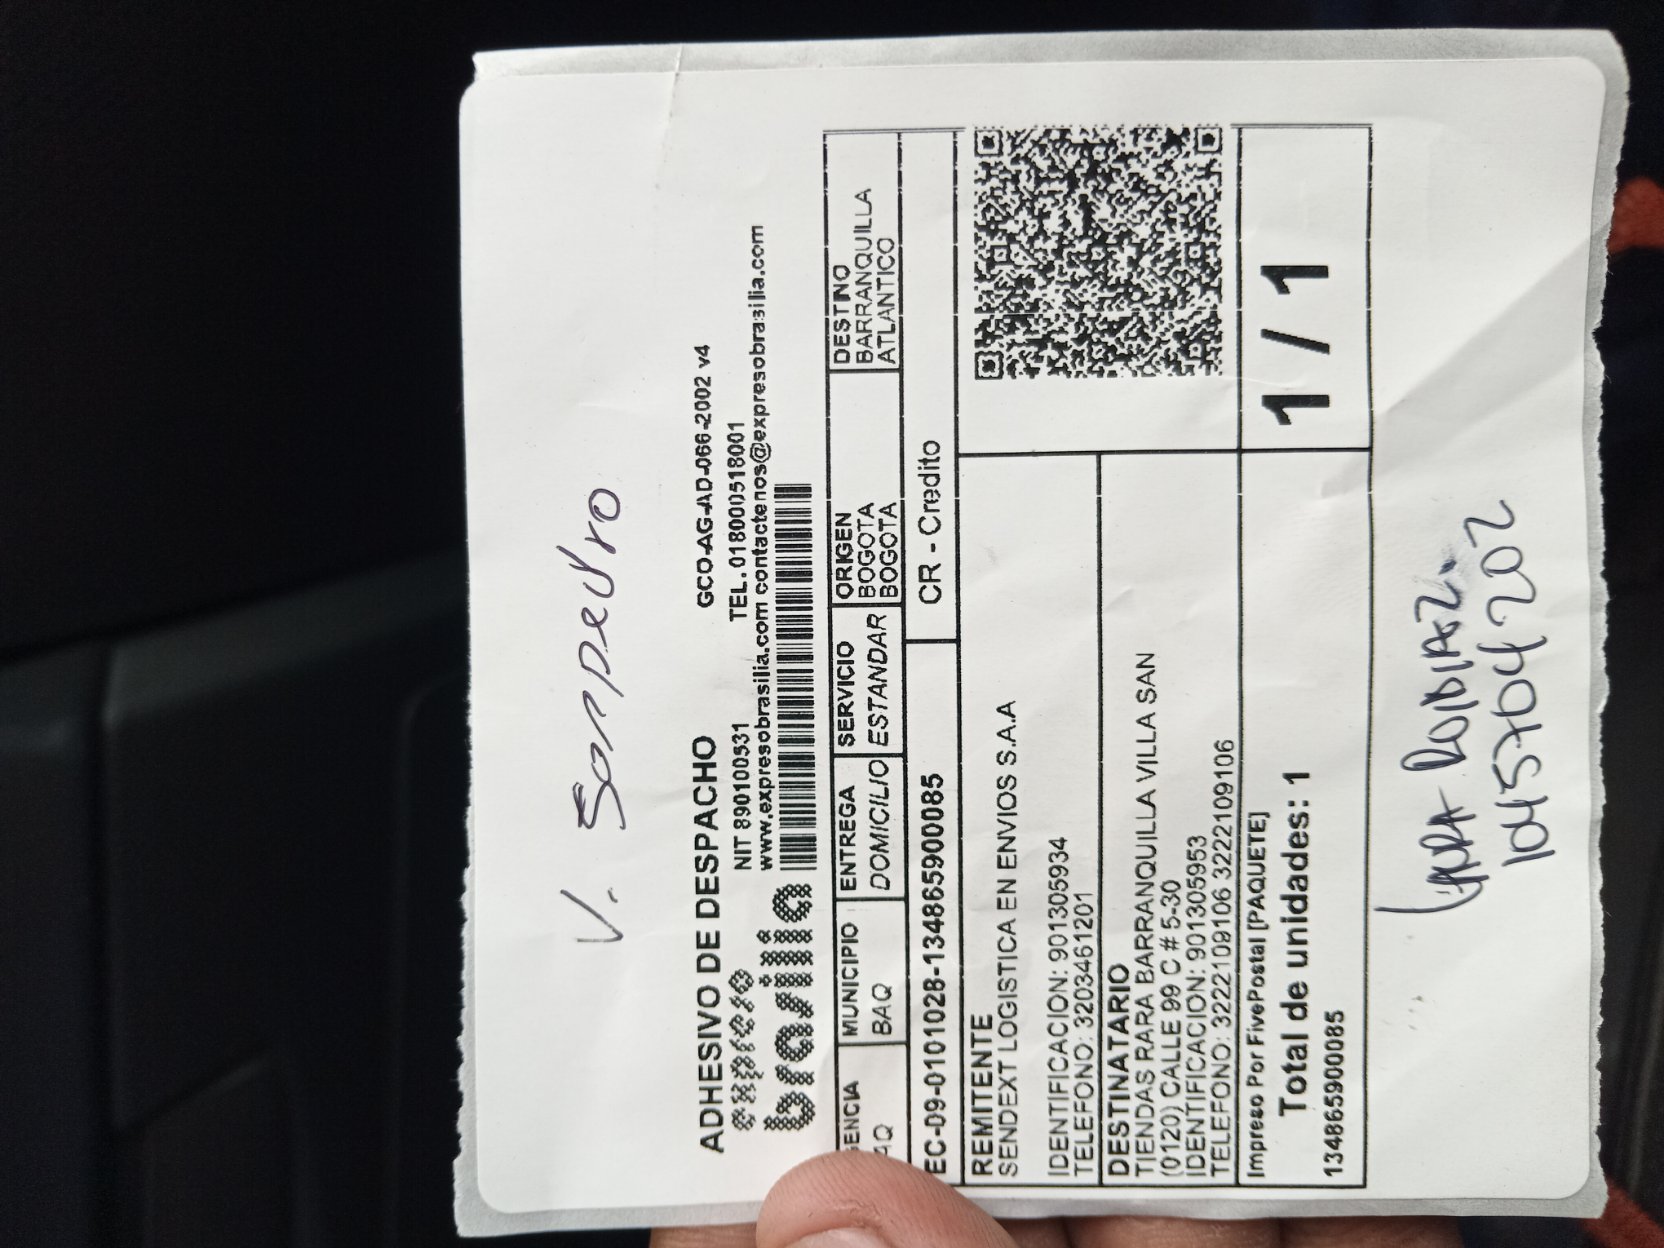 V. Sanpedro
ADHESIVO DE DESPACHO GCO-AG-AD-066-2002 v4
expreso
brasilia
NIT 890100531 TEL. 018000518001
www.expresobrasilia.com contactenos@expresobrasilia.com
GENCIA MUNICIPIO ENTREGA SERVICIO ORIGEN DESTINO
AQ BAQ DOMICILIO ESTANDAR BOGOTA BARRANQUILLA
BOGOTA ATLANTICO
EC-09-0101028-134865900085 CR - Credito
REMITENTE
SENDEXT LOGISTICA EN ENVIOS S.A.A
IDENTIFICACION: 901305934
TELEFONO: 3203461201
DESTINATARIO
TIENDAS RARA BARRANQUILLA VILLA SAN
(0120) CALLE 99 C # 5-30
IDENTIFICACION: 901305953
TELEFONO: 3222109106 3222109106
Impreso Por FivePostal [PAQUETE]
Total de unidades: 1
1 / 1
134865900085
1045704202